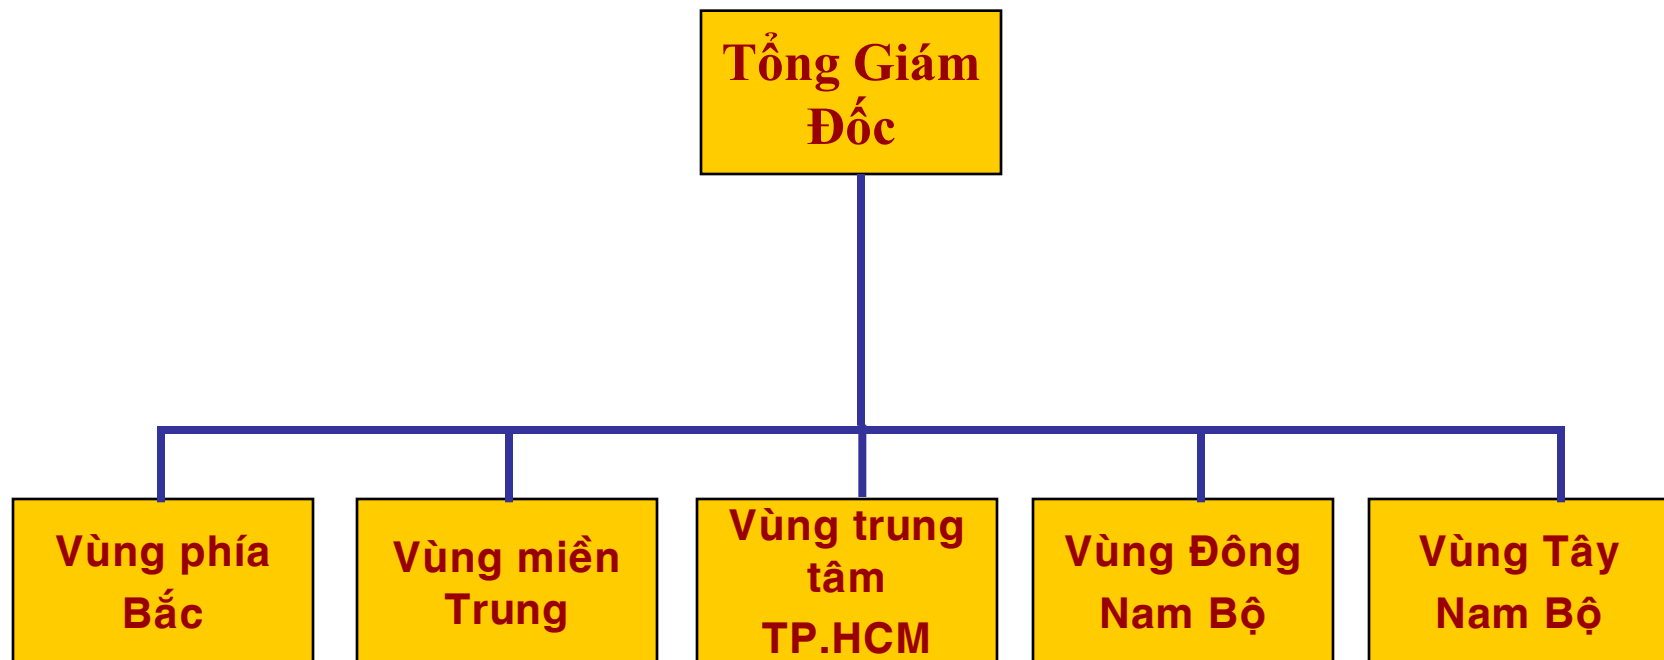 Tổng Giám
Đốc
Vùng phía
Bắc
Vùng miền
Trung
Vùng trung
tâm
TP.HCM
Vùng Đông
Nam Bộ
Vùng Tây
Nam Bộ